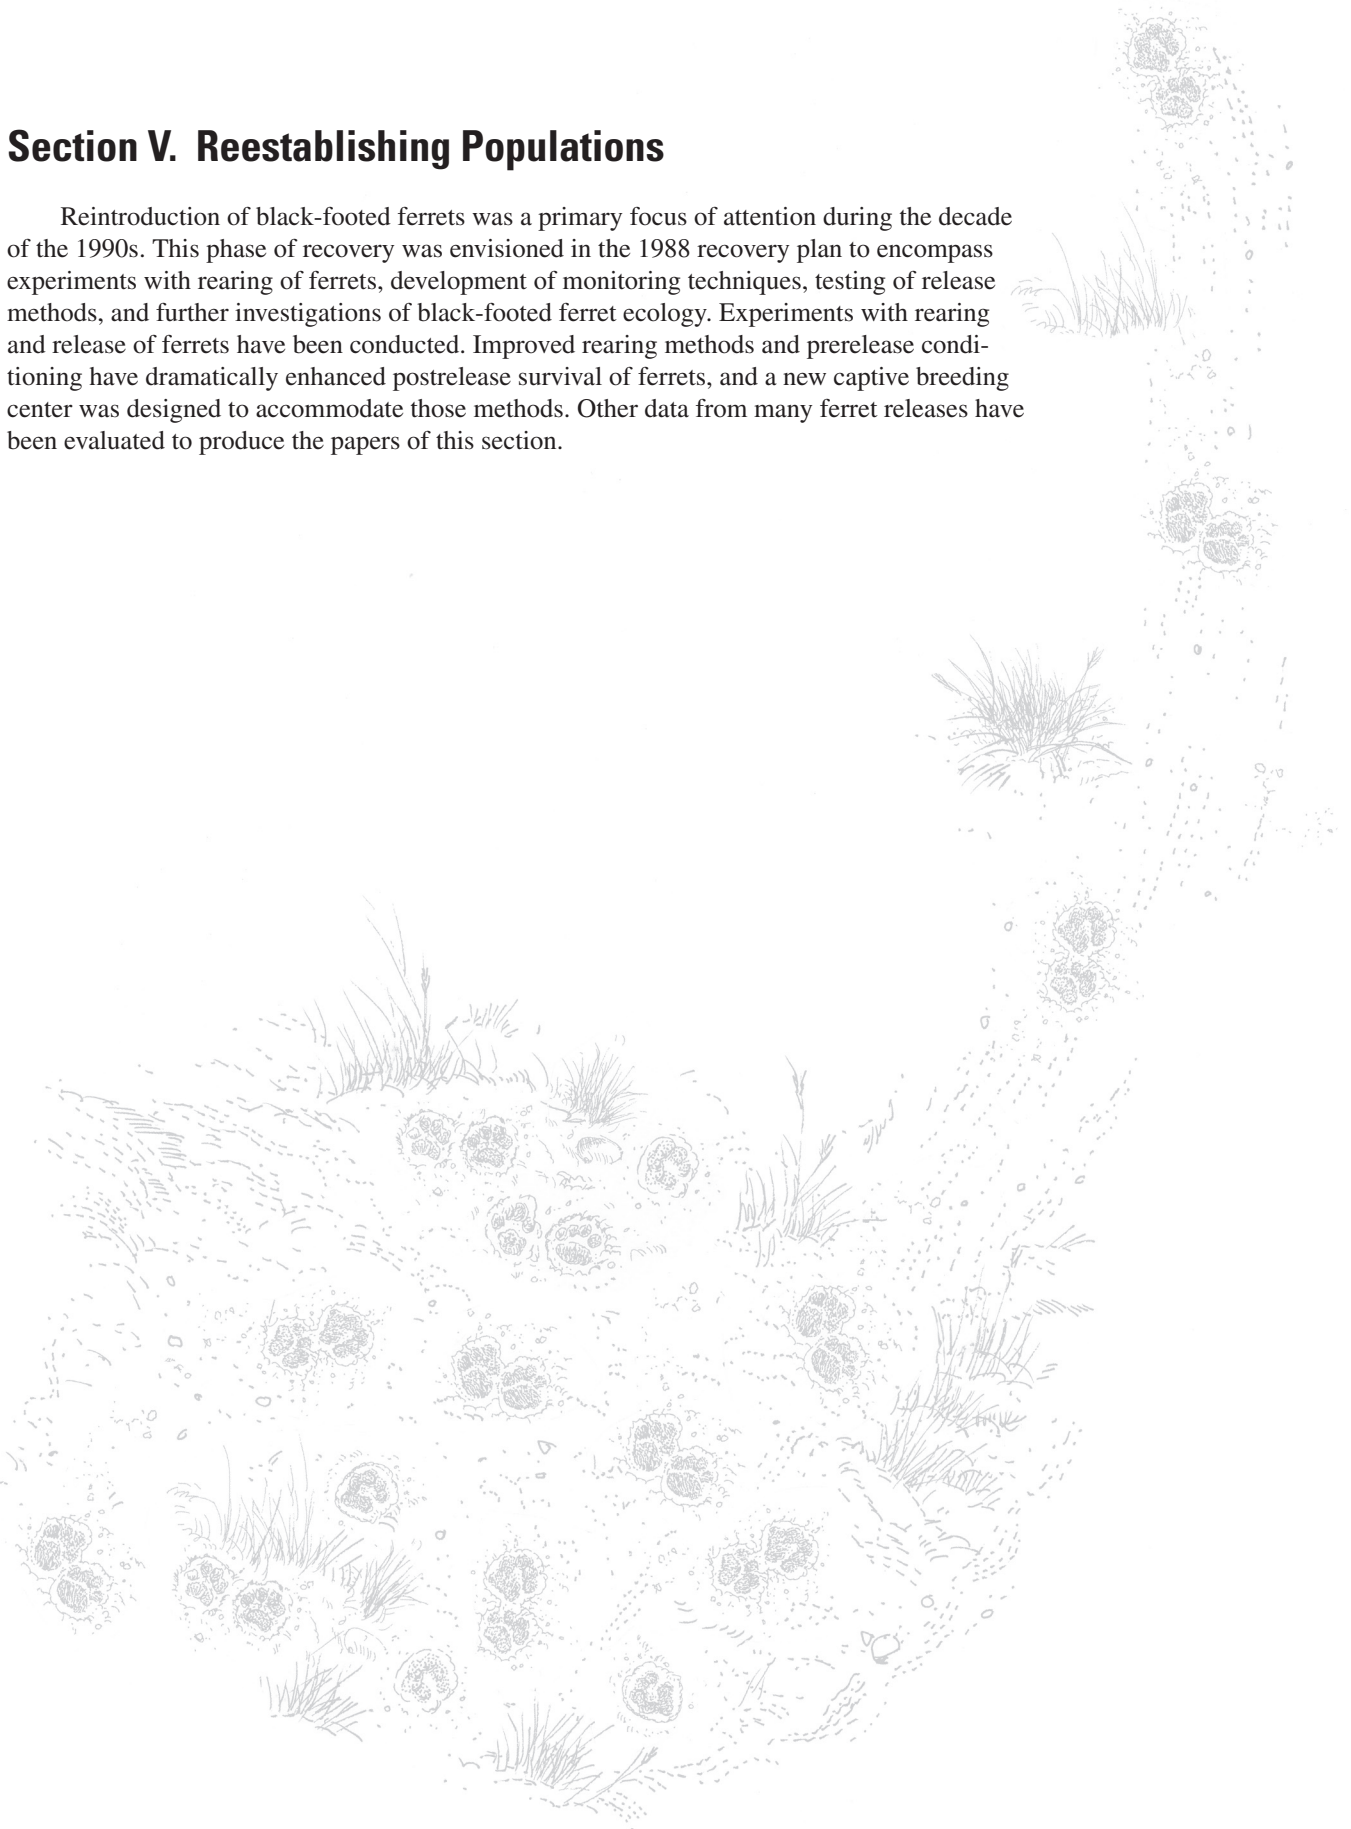 Section V. Reestablishing Populations
Reintroduction of black-footed ferrets was a primary focus of attention during the decade
of the 1990s. This phase of recovery was envisioned in the 1988 recovery plan to encompass
experiments with rearing of ferrets, development of monitoring techniques, testing of release
methods, and further investigations of black-footed ferret ecology. Experiments with rearing
and release of ferrets have been conducted. Improved rearing methods and prerelease condi-
tioning have dramatically enhanced postrelease survival of ferrets, and a new captive breeding
center was designed to accommodate those methods. Other data from many ferret releases have
been evaluated to produce the papers of this section.